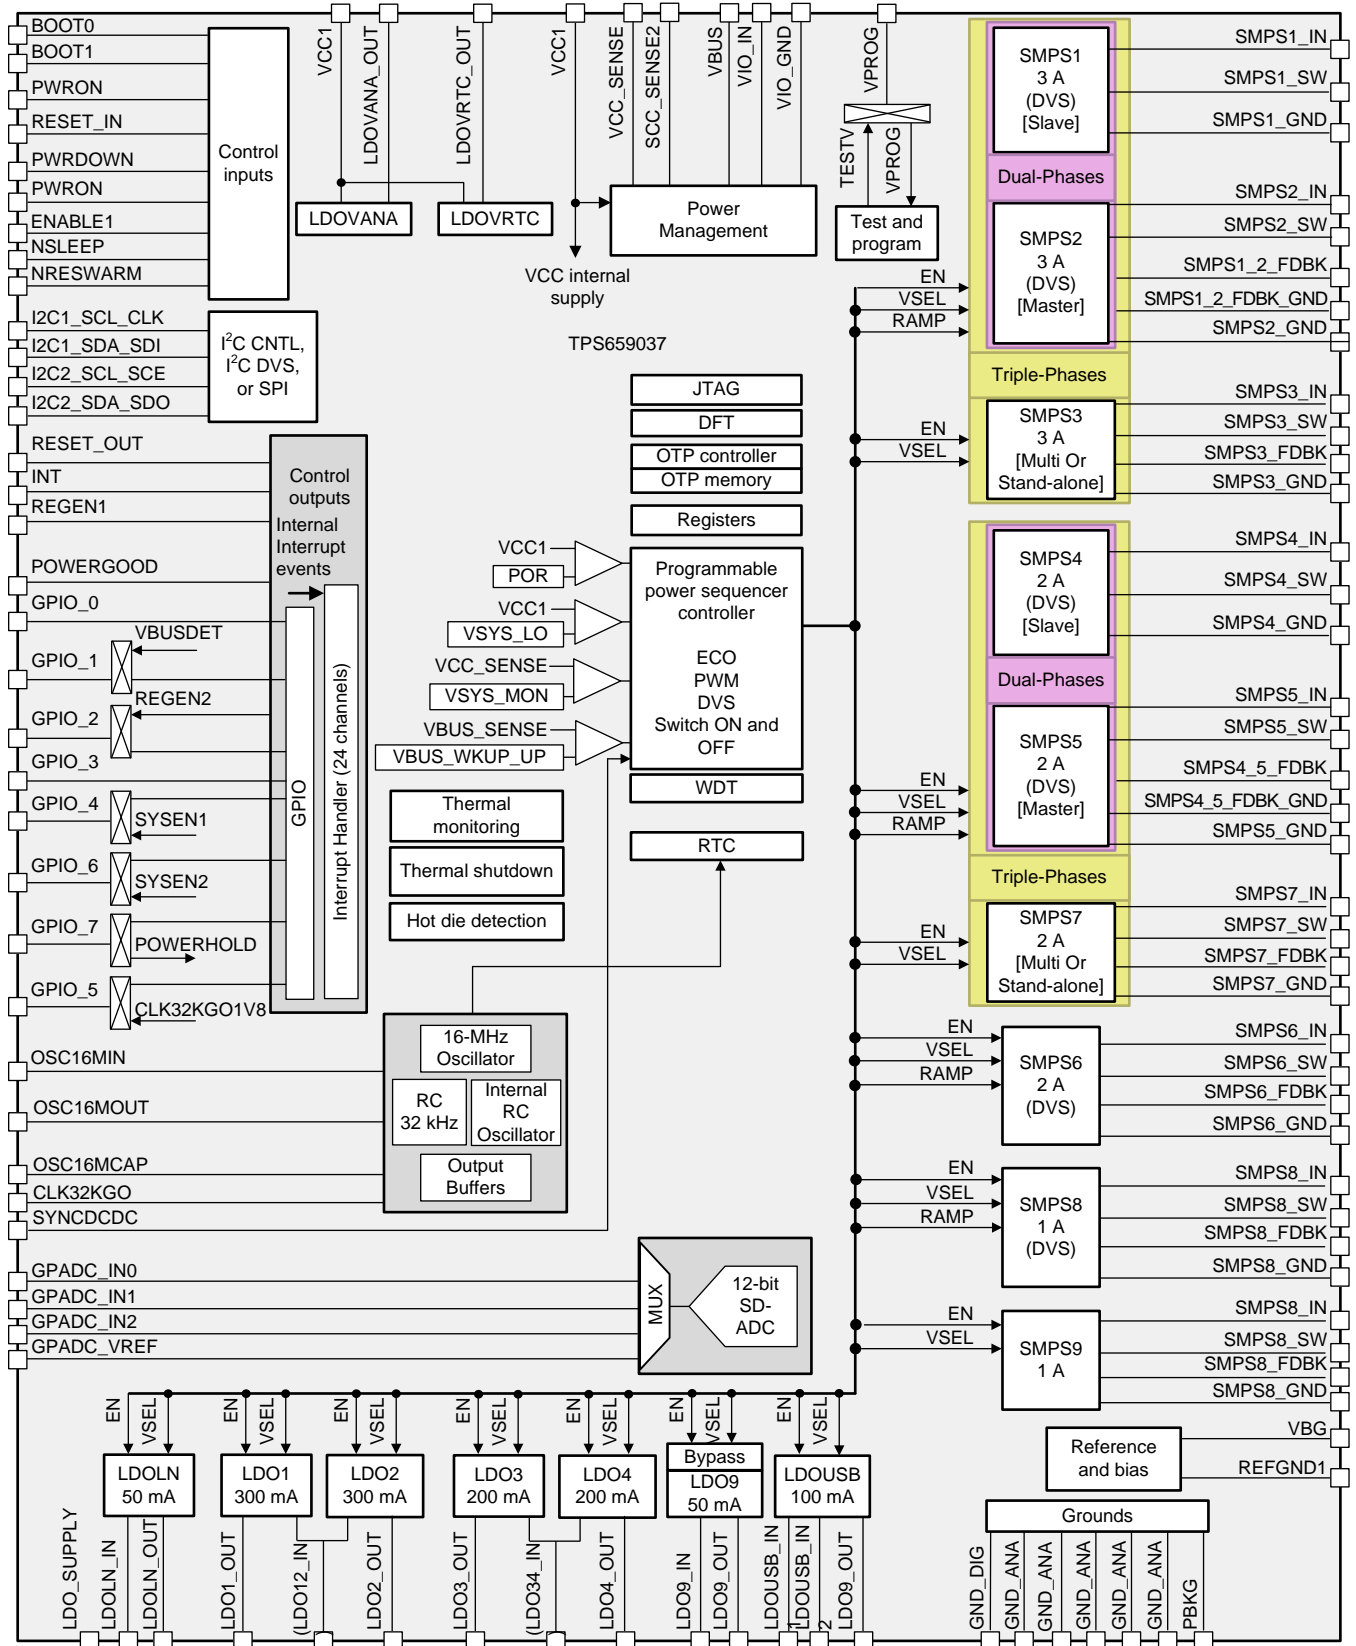 BOOT0
BOOT1
PWRON
RESET_IN
PWRDOWN
PWRON
ENABLE1
NSLEEP
NRESWARM
Control
inputs
I2C1_SCL_CLK
I2C1_SDA_SDI
I2C2_SCL_SCE
I2C2_SDA_SDO
I²C CNTL,
I²C DVS,
or SPI
VCC1
LDOVANA_OUT
LDOVRTC_OUT
LDOVANA
LDOVRTC
VCC1
VCC_SENSE
SCC_SENSE2
VBUS
VIO_IN
VIO_GND
Power
Management
VCC internal
supply
VPROG
TESTV
VPROG
Test and
program
TPS659037
RESET_OUT
INT
REGEN1
POWERGOOD
GPIO_0
VBUSDET
GPIO_1
REGEN2
GPIO_2
GPIO_3
GPIO_4
SYSEN1
GPIO_6
SYSEN2
GPIO_7
POWERHOLD
GPIO_5
CLK32KGO1V8
Control
outputs
Internal
Interrupt
events
GPIO
Interrupt Handler (24 channels)
JTAG
DFT
OTP controller
OTP memory
Registers
VCC1
POR
VCC1
VSYS_LO
VCC_SENSE
VSYS_MON
VBUS_SENSE
VBUS_WKUP_UP
Programmable
power sequencer
controller
ECO
PWM
DVS
Switch ON and
OFF
WDT
RTC
Thermal
monitoring
Thermal shutdown
Hot die detection
OSC16MIN
OSC16MOUT
OSC16MCAP
CLK32KGO
SYNCDCDC
16-MHz
Oscillator
RC
32 kHz
Internal
RC
Oscillator
Output
Buffers
GPADC_IN0
GPADC_IN1
GPADC_IN2
GPADC_VREF
MUX
12-bit
SD-
ADC
SMPS1
3 A
(DVS)
[Slave]
Dual-Phases
SMPS2
3 A
(DVS)
[Master]
Triple-Phases
SMPS3
3 A
[Multi Or
Stand-alone]
EN
VSEL
RAMP
EN
VSEL
SMPS1_IN
SMPS1_SW
SMPS1_GND
SMPS2_IN
SMPS2_SW
SMPS1_2_FDBK
SMPS1_2_FDBK_GND
SMPS2_GND
SMPS3_IN
SMPS3_SW
SMPS3_FDBK
SMPS3_GND
SMPS4
2 A
(DVS)
[Slave]
Dual-Phases
SMPS5
2 A
(DVS)
[Master]
Triple-Phases
SMPS7
2 A
[Multi Or
Stand-alone]
EN
VSEL
RAMP
EN
VSEL
SMPS4_IN
SMPS4_SW
SMPS4_GND
SMPS5_IN
SMPS5_SW
SMPS4_5_FDBK
SMPS4_5_FDBK_GND
SMPS5_GND
SMPS7_IN
SMPS7_SW
SMPS7_FDBK
SMPS7_GND
EN
VSEL
RAMP
SMPS6
2 A
(DVS)
SMPS6_IN
SMPS6_SW
SMPS6_FDBK
SMPS6_GND
EN
VSEL
RAMP
SMPS8
1 A
(DVS)
SMPS8_IN
SMPS8_SW
SMPS8_FDBK
SMPS8_GND
EN
VSEL
SMPS9
1 A
SMPS8_IN
SMPS8_SW
SMPS8_FDBK
SMPS8_GND
Reference
and bias
VBG
REFGND1
Grounds
GND_DIG
GND_ANA
GND_ANA
GND_ANA
GND_ANA
GND_ANA
PBKG
EN
VSEL
EN
VSEL
EN
VSEL
EN
VSEL
EN
VSEL
EN
VSEL
EN
VSEL
LDOLN
50 mA
LDO1
300 mA
LDO2
300 mA
LDO3
200 mA
LDO4
200 mA
Bypass
LDO9
50 mA
LDOUSB
100 mA
LDO_SUPPLY
LDOLN_IN
LDOLN_OUT
LDO1_OUT
(LDO12_IN)
LDO2_OUT
LDO3_OUT
(LDO34_IN)
LDO4_OUT
LDO9_IN
LDO9_OUT
LDOUSB_IN
1
LDOUSB_IN
2
LDO9_OUT